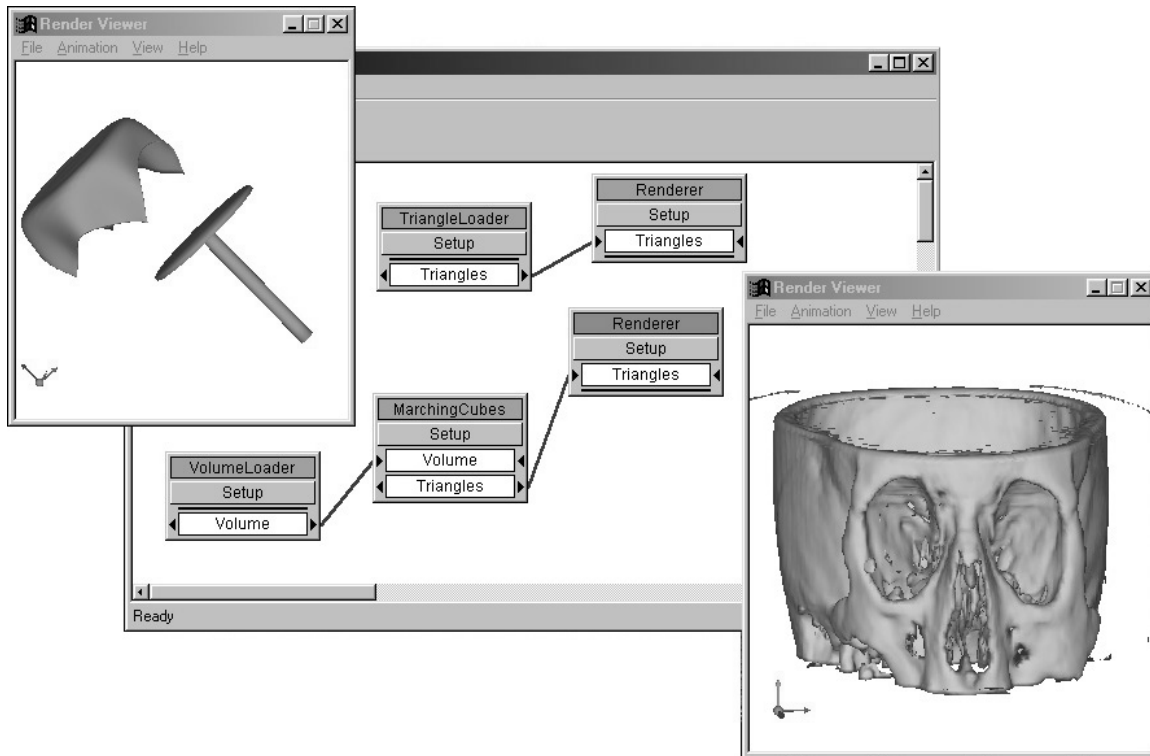 Render Viewer
File Animation View Help
TriangleLoader
Setup
Triangles
Renderer
Setup
Triangles
Renderer
Setup
Triangles
MarchingCubes
Setup
Volume
Triangles
VolumeLoader
Setup
Volume
Ready
Render Viewer
File Animation View Help